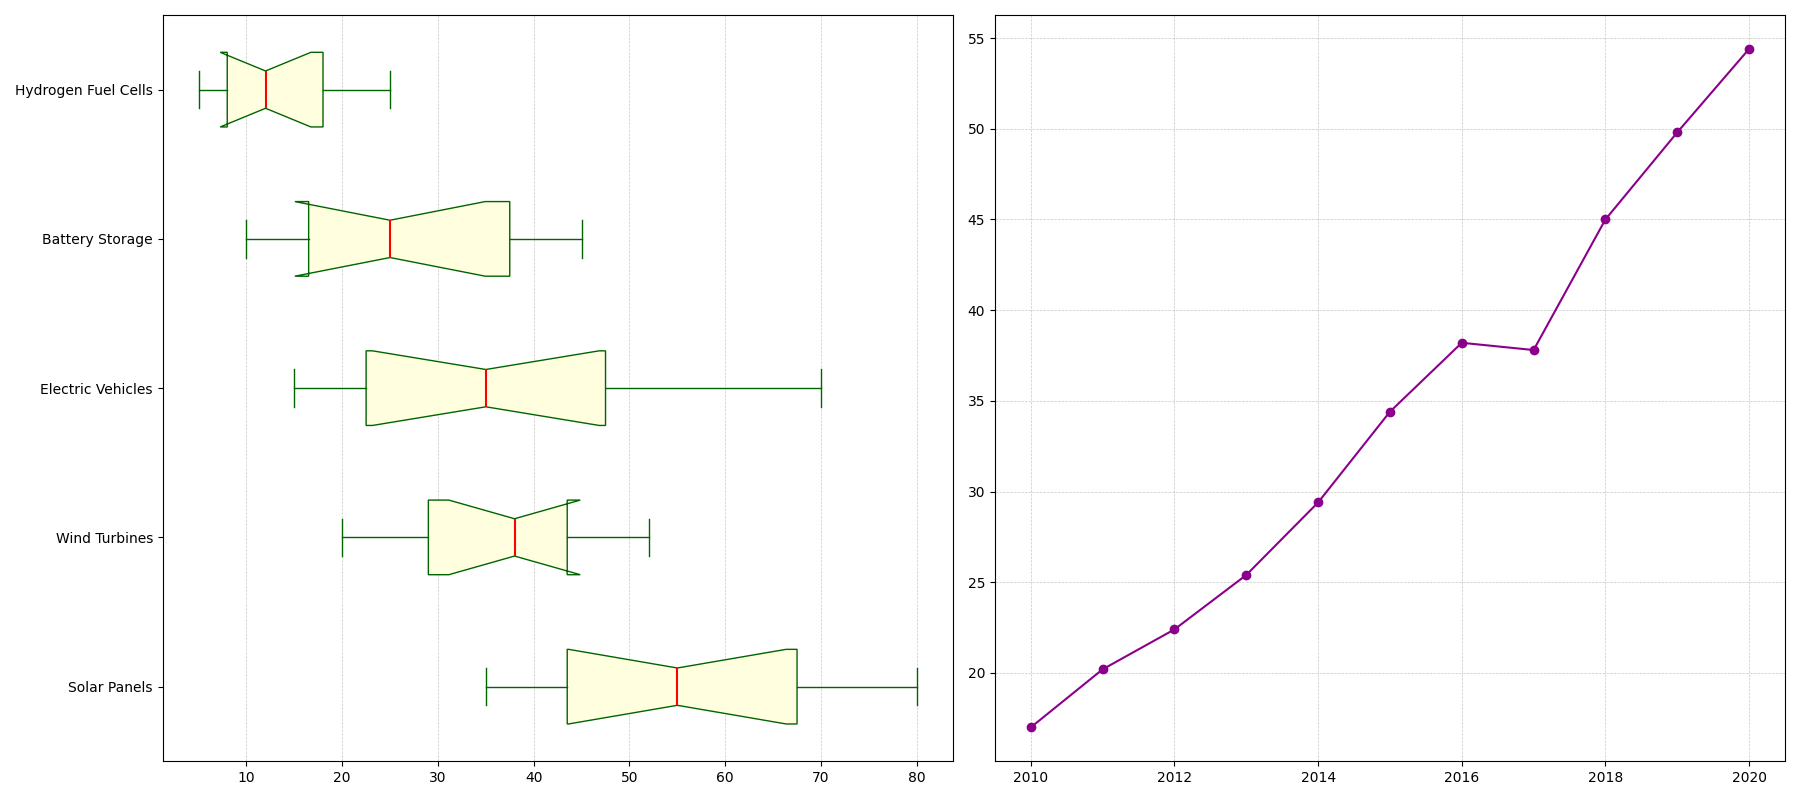 Hydrogen Fuel Cells
Battery Storage
Electric Vehicles
Wind Turbines
Solar Panels
10 20 30 40 50 60 70 80
55
50
45
40
35
30
25
20
2010 2012 2014 2016 2018 2020